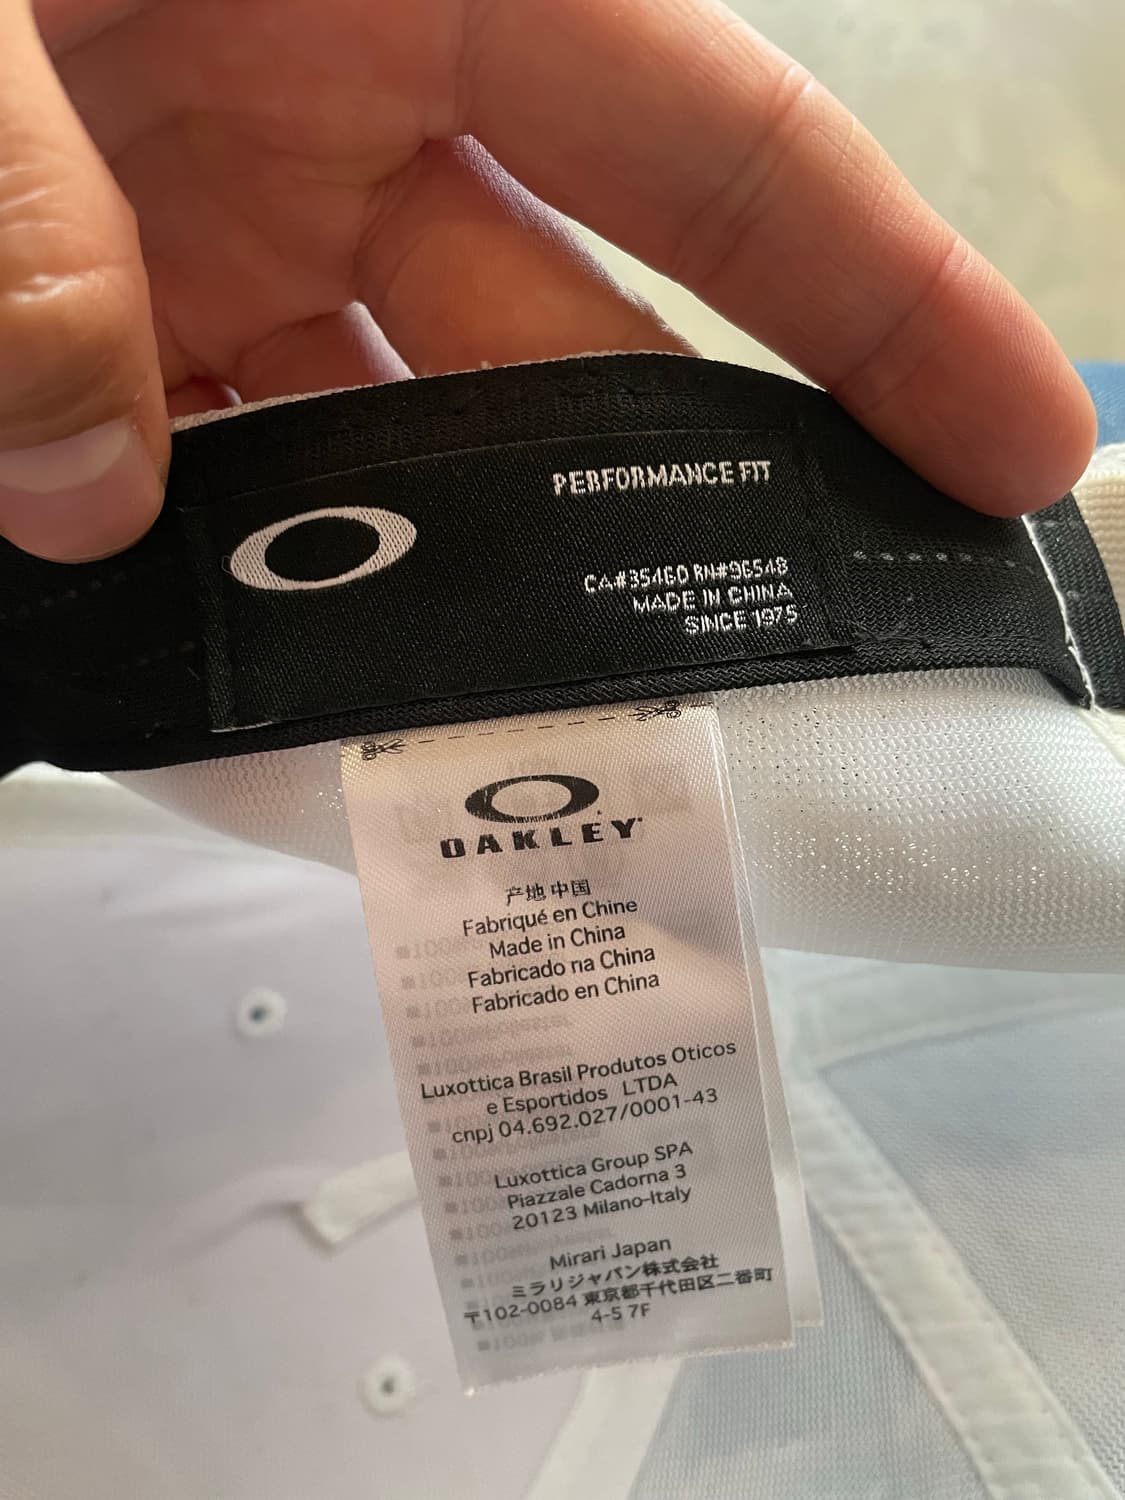 PERFORMANCE FIT
CA#35460 RN#96548
MADE IN CHINA
SINCE 1975
OAKLEY
产地 中国
Fabriqué en Chine
Made in China
Fabricado na China
Fabricado en China
Luxottica Brasil Produtos Oticos
e Esportidos LTDA
cnpj 04.692.027/0001-43
Luxottica Group SPA
Piazzale Cadorna 3
20123 Milano-Italy
Mirari Japan
ミラリジャパン株式会社
〒102-0084 東京都千代田区二番町
4-5 7F